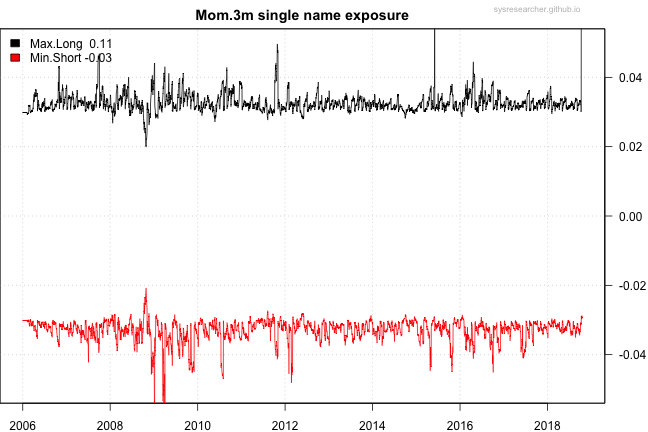 Mom.3m single name exposure
sysresearcher.github.io
Max.Long 0.11
Min.Short -0.03
0.04
0.02
0.00
-0.02
-0.04
2006 2008 2010 2012 2014 2016 2018